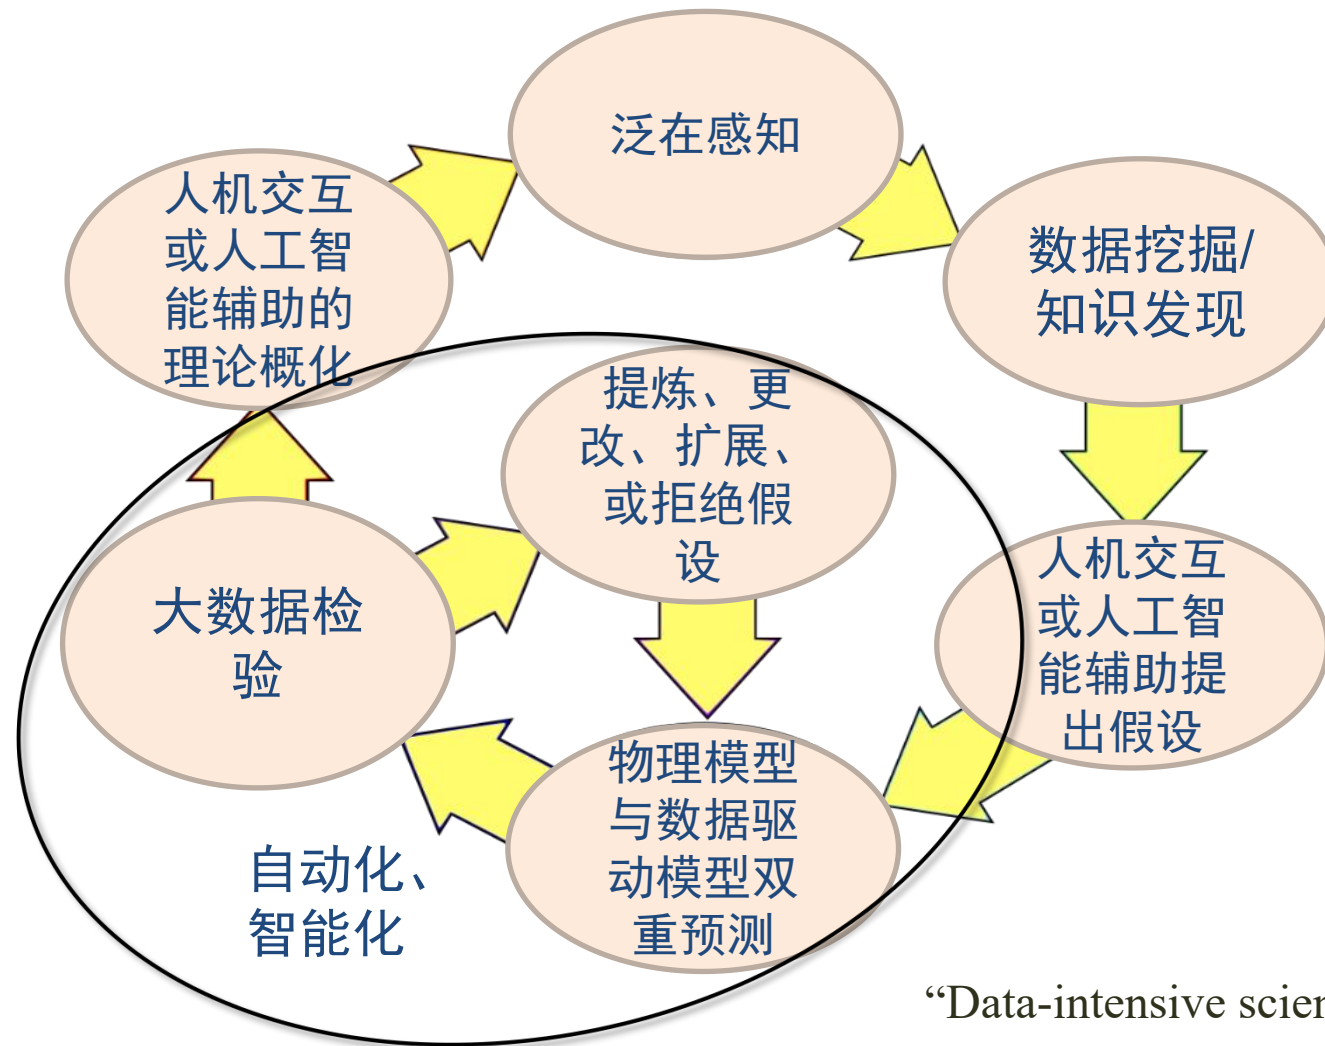 泛在感知
人机交互
或人工智
能辅助的
理论概化
数据挖掘/
知识发现
提炼、更
改、扩展、
或拒绝假
设
人机交互
或人工智
能辅助提
出假设
大数据检
验
物理模型
与数据驱
动模型双
重预测
自动化、
智能化
“Data-intensive